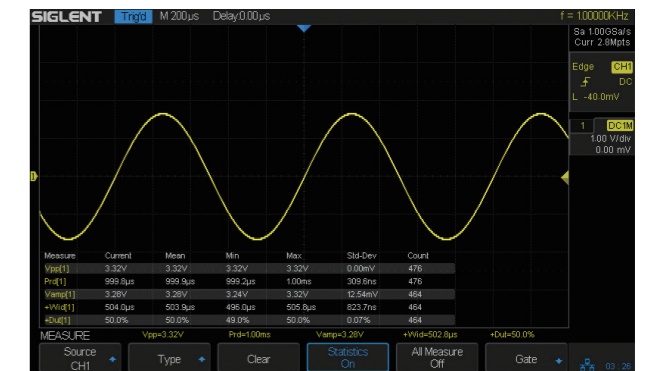 SIGLENT Trig'd M 200µs Delay:0.00µs f = 1.00000KHz
Sa 1.00GSa/s
Curr 2.8Mpts
Edge CH1
DC
L -40.0mV
1 DC1M
1.00 V/div
0.00 mV
1
Measure Current Mean Min Max Std-Dev Count
Vpp[1] 3.32V 3.32V 3.32V 3.32V 0.00mV 476
Prd[1] 999.8µs 999.9µs 999.2µs 1.00ms 309.6ns 476
Vamp[1] 3.28V 3.28V 3.24V 3.32V 12.54mV 464
+Wid[1] 504.0µs 503.9µs 496.0µs 505.8µs 823.7ns 464
+Dut[1] 50.0% 50.0% 49.0% 50.0% 0.07% 464
MEASURE Vpp=3.32V Prd=1.00ms Vamp=3.28V +Wid=502.8µs +Dut=50.0%
Source CH1
Type
Clear
Statistics On
All Measure Off
Gate
03:26